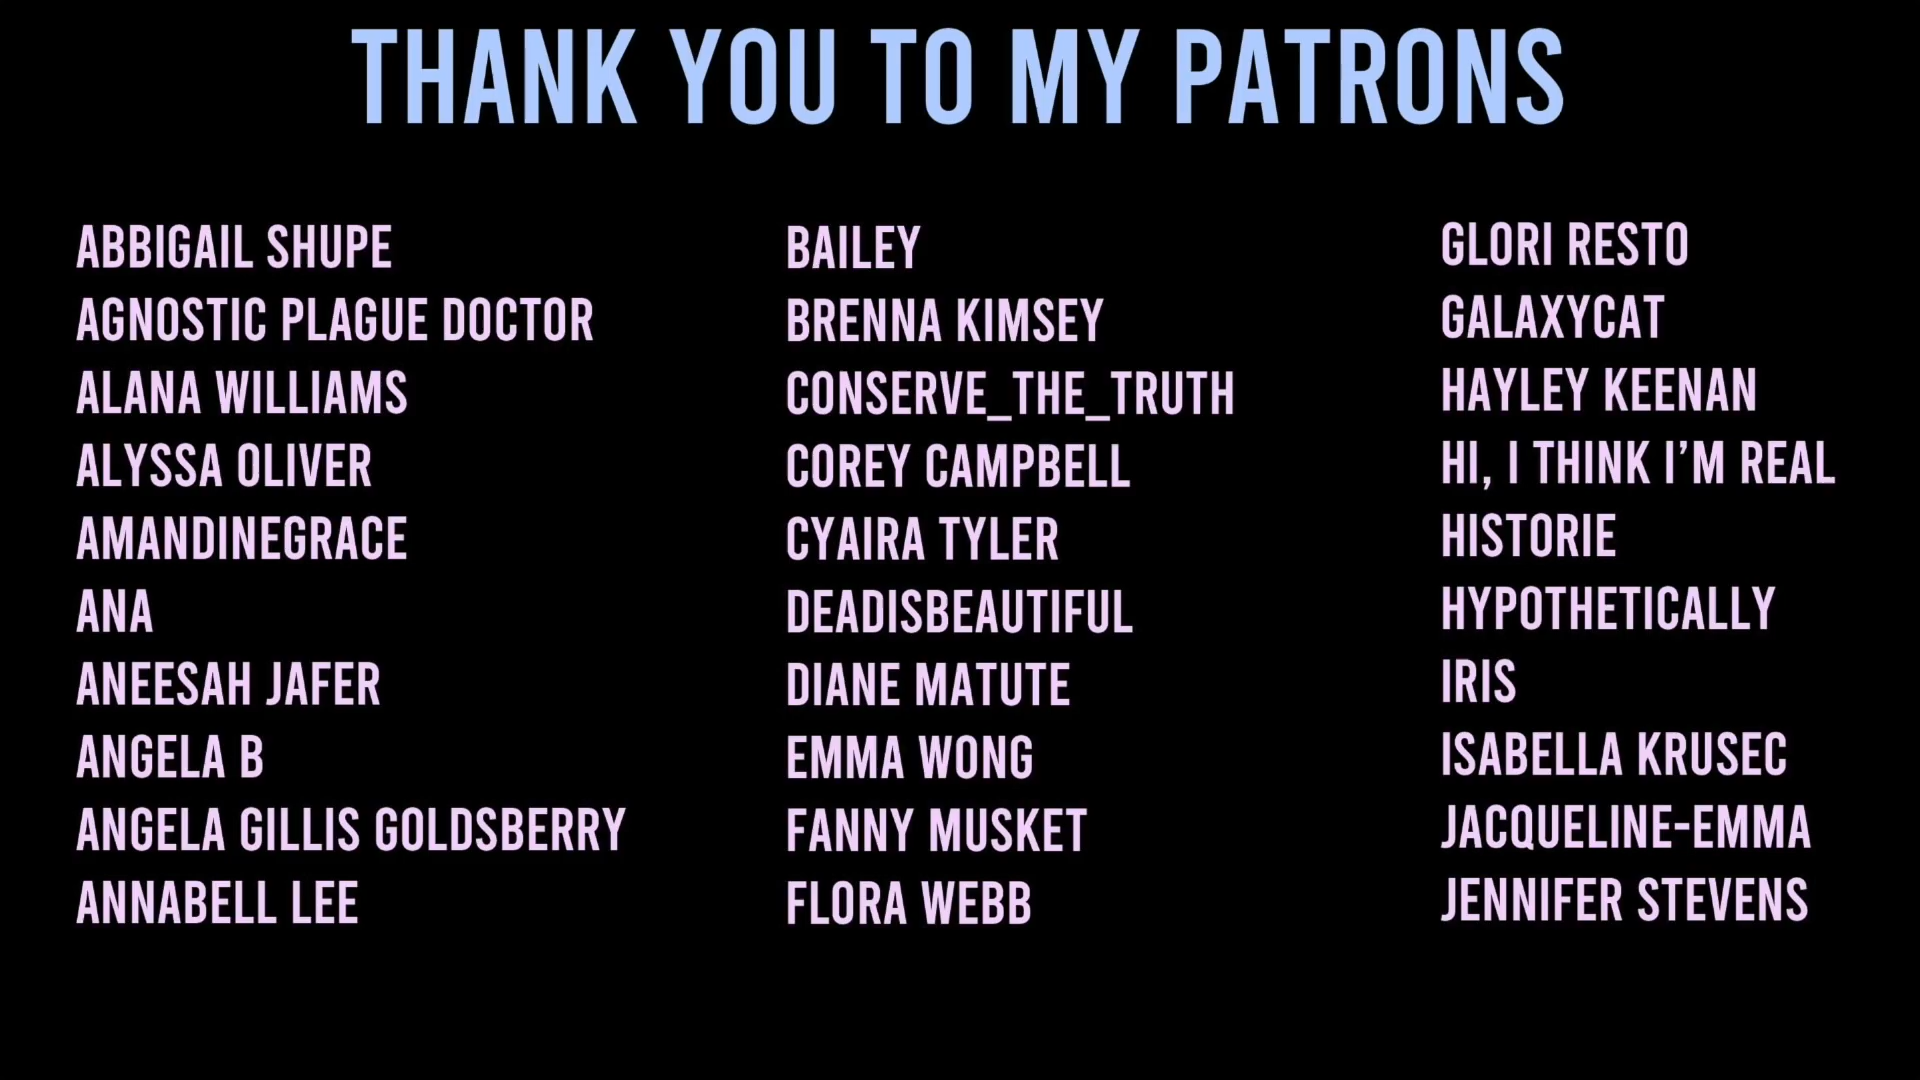 THANK YOU TO MY PATRONS
ABBIGAIL SHUPE
AGNOSTIC PLAGUE DOCTOR
ALANA WILLIAMS
ALYSSA OLIVER
AMANDINEGRACE
ANA
ANEESAH JAFER
ANGELA B
ANGELA GILLIS GOLDSBERRY
ANNABELL LEE
BAILEY
BRENNA KIMSEY
CONSERVE_THE_TRUTH
COREY CAMPBELL
CYAIRA TYLER
DEADISBEAUTIFUL
DIANE MATUTE
EMMA WONG
FANNY MUSKET
FLORA WEBB
GLORI RESTO
GALAXYCAT
HAYLEY KEENAN
HI, I THINK I’M REAL
HISTORIE
HYPOTHETICALLY
IRIS
ISABELLA KRUSEC
JACQUELINE-EMMA
JENNIFER STEVENS